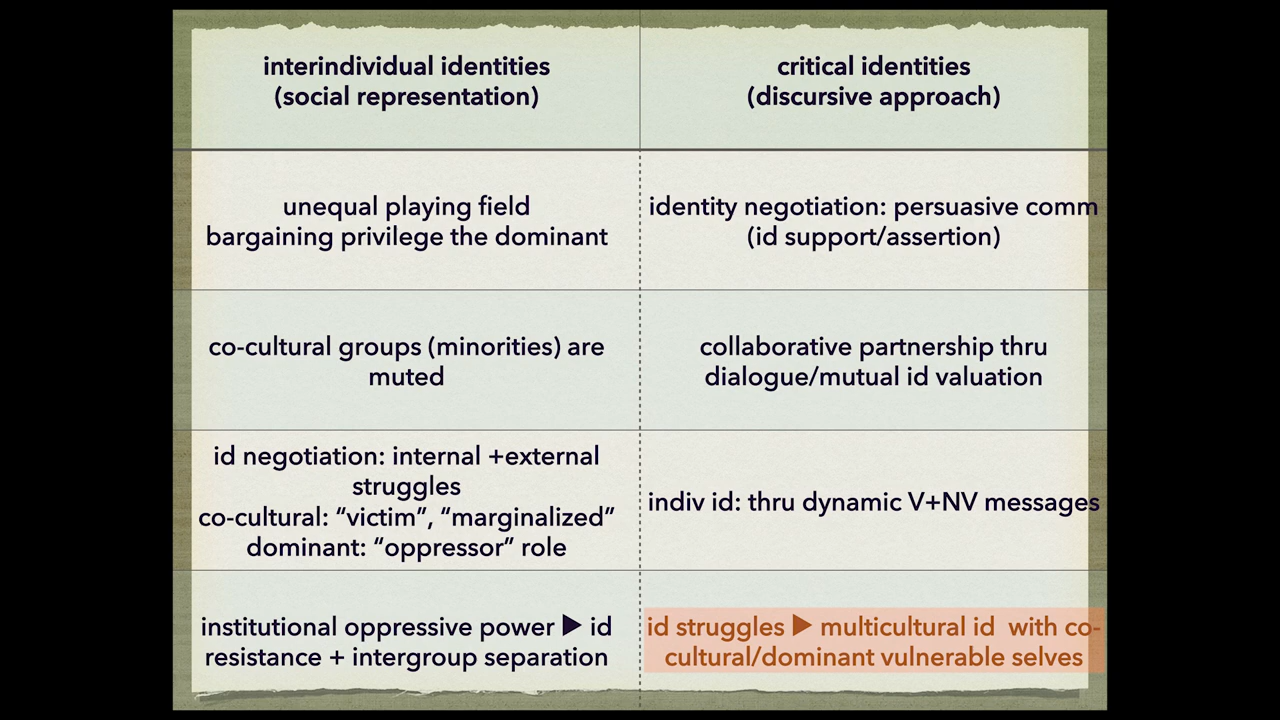 interindividual identities
(social representation)
critical identities
(discursive approach)
unequal playing field
bargaining privilege the dominant
identity negotiation: persuasive comm
(id support/assertion)
co-cultural groups (minorities) are
muted
collaborative partnership thru
dialogue/mutual id valuation
id negotiation: internal +external
struggles
co-cultural: “victim”, “marginalized”
dominant: “oppressor” role
indiv id: thru dynamic V+NV messages
institutional oppressive power ▶ id
resistance + intergroup separation
id struggles ▶ multicultural id with co-
cultural/dominant vulnerable selves